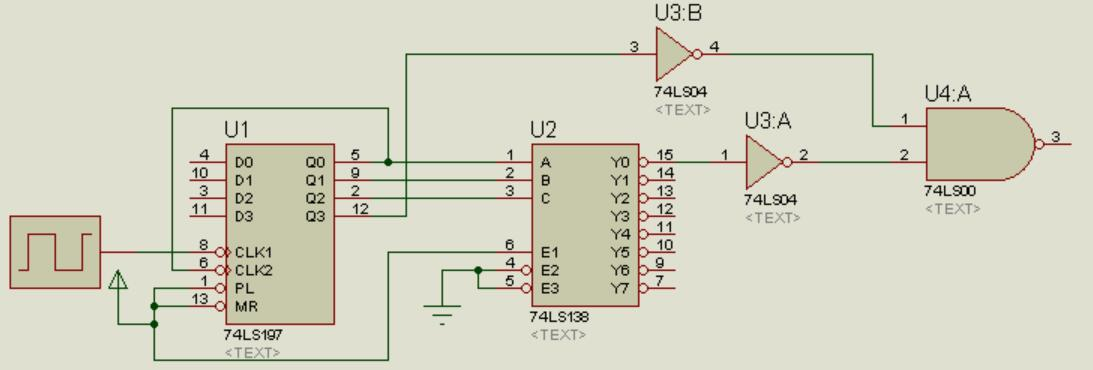 U3:B
3 4
74LS04
<TEXT>
U4:A
1
2
3
74LS00
<TEXT>
U3:A
1 2
74LS04
<TEXT>
U1
4 D0 Q0 5
10 D1 Q1 9
3 D2 Q2 2
11 D3 Q3 12
8 CLK1
6 CLK2
1 PL
13 MR
74LS197
<TEXT>
U2
1 A Y0 15
2 B Y1 14
3 C Y2 13
Y3 12
Y4 11
6 E1 Y5 10
4 E2 Y6 9
5 E3 Y7 7
74LS138
<TEXT>